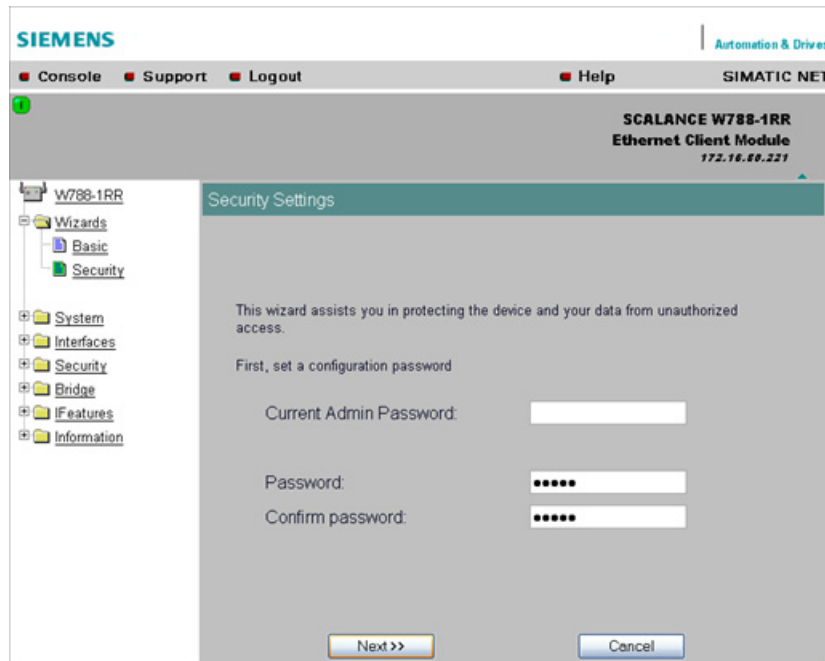 SIEMENS
Automation & Drives
Console Support Logout Help SIMATIC NET
SCALANCE W788-1RR
Ethernet Client Module
172.16.60.221
W788-1RR
Wizards
Basic
Security
System
Interfaces
Security
Bridge
IFeatures
Information
Security Settings
This wizard assists you in protecting the device and your data from unauthorized
access.
First, set a configuration password
Current Admin Password:
Password: •••••
Confirm password: •••••
Next>> Cancel